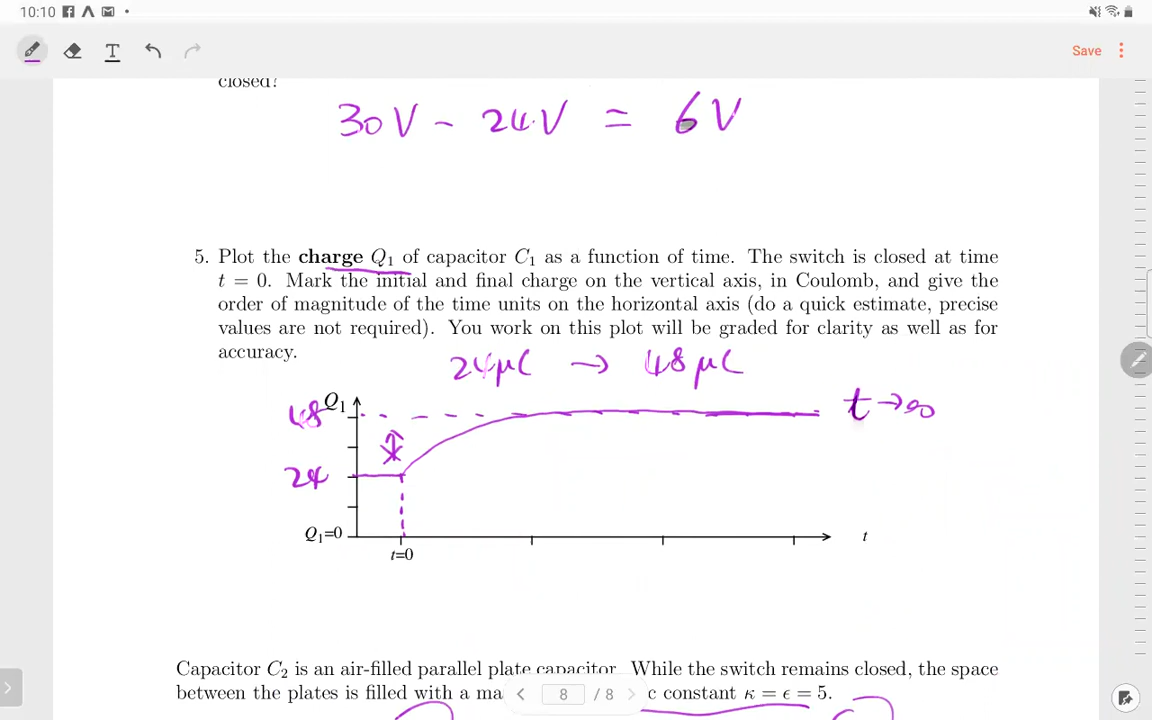 10:10
Save
closed?
30V - 24V = 6V
5. Plot the charge Q₁ of capacitor C₁ as a function of time. The switch is closed at time
t = 0. Mark the initial and final charge on the vertical axis, in Coulomb, and give the
order of magnitude of the time units on the horizontal axis (do a quick estimate, precise
values are not required). You work on this plot will be graded for clarity as well as for
accuracy.
24μC → 48μC
48 Q₁ t→∞
24
Q₁=0 t
t=0
Capacitor C₂ is an air-filled parallel plate capacitor. While the switch remains closed, the space
between the plates is filled with a ma c constant κ = ϵ = 5.
8 / 8